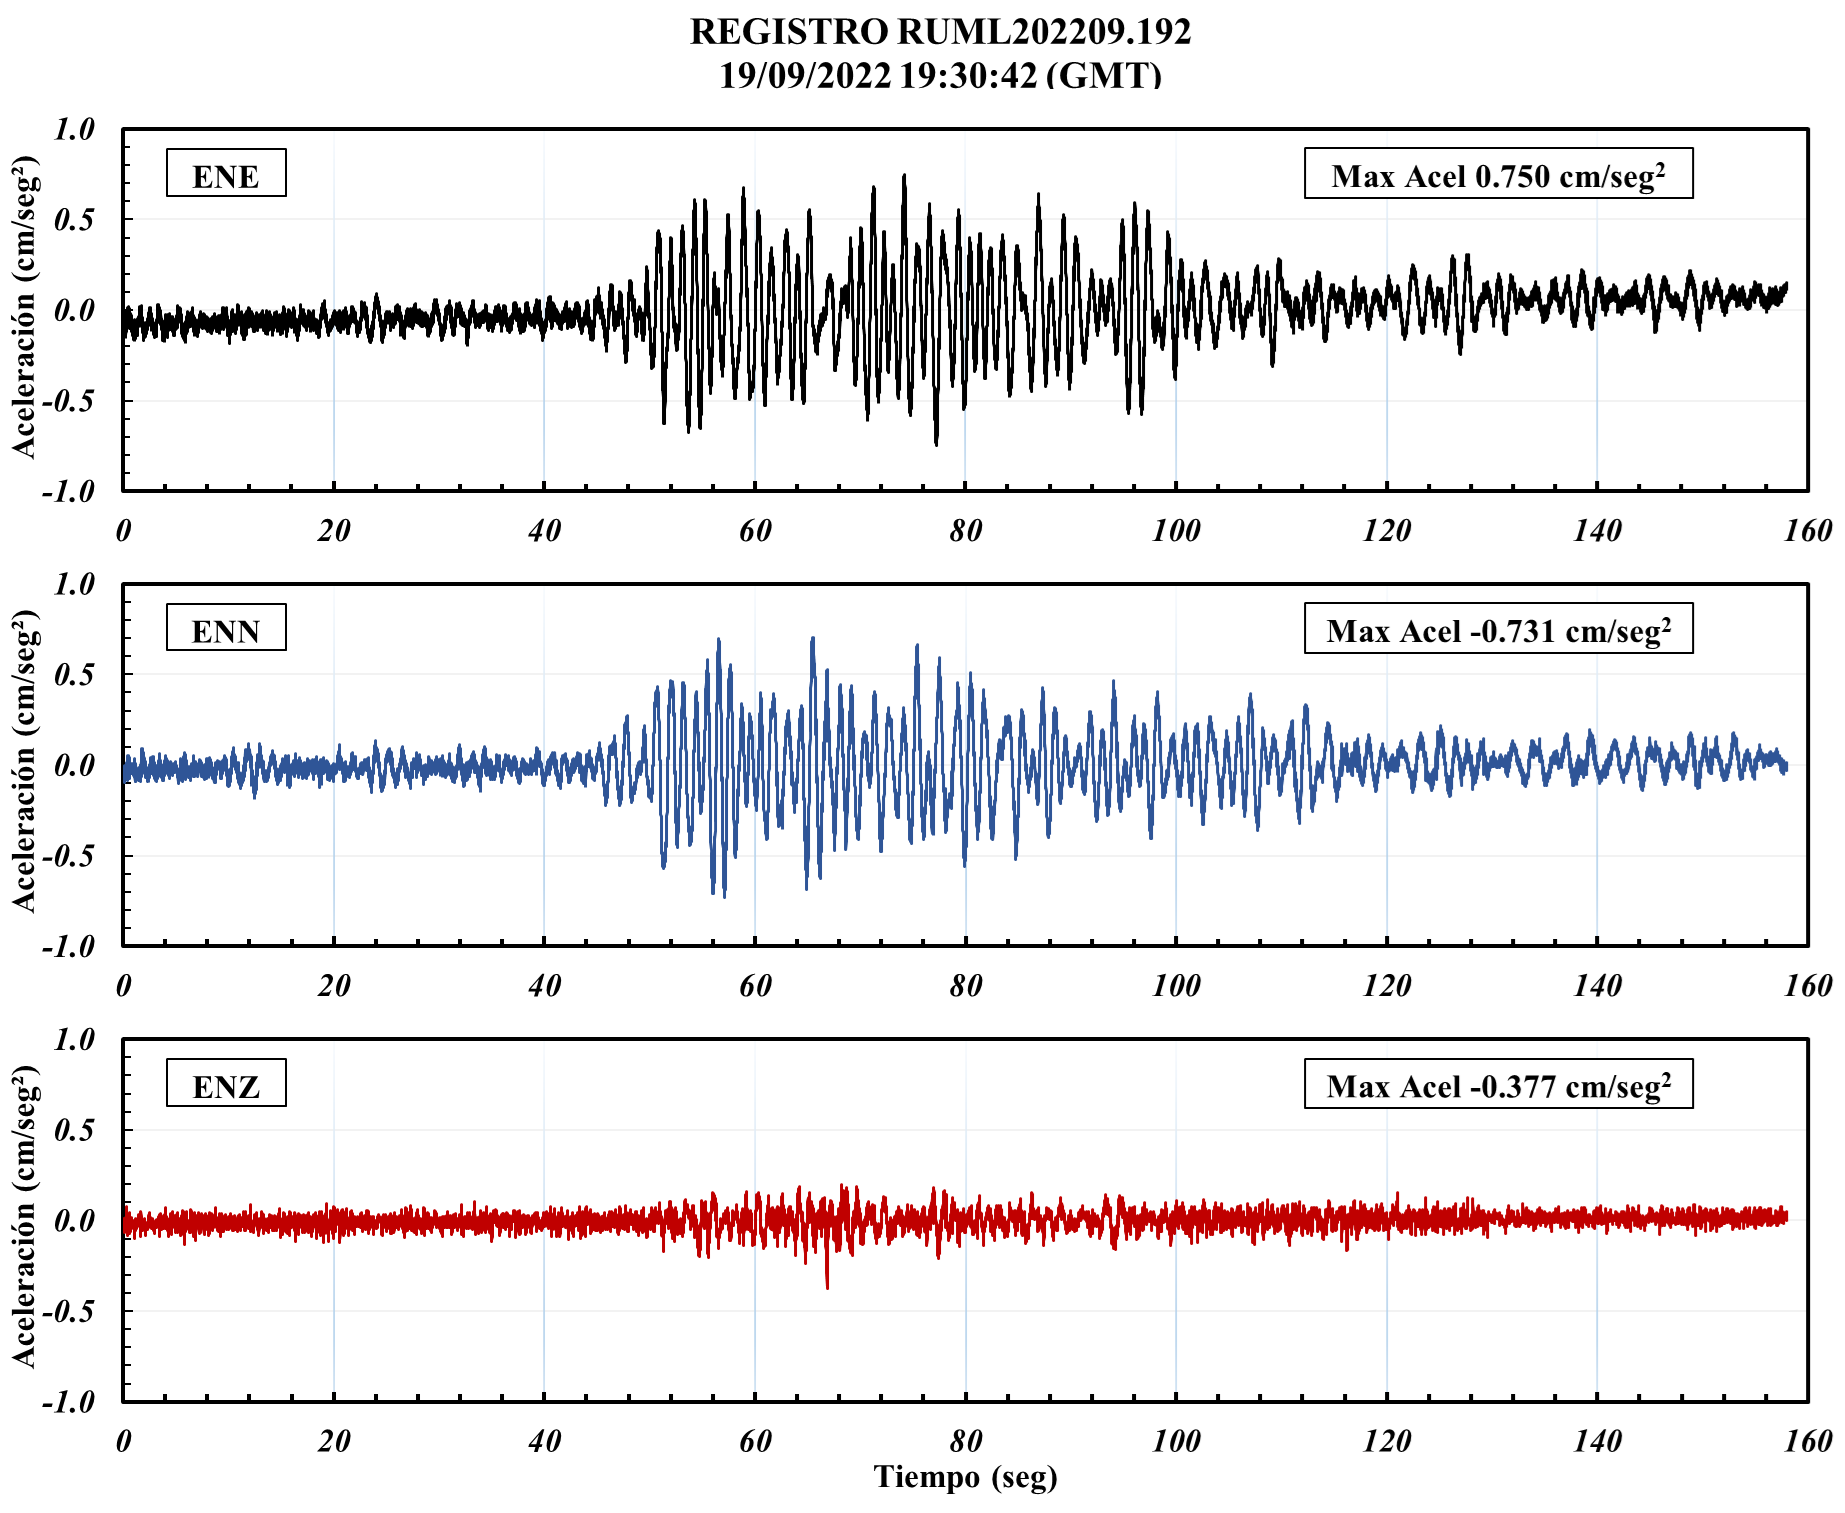 REGISTRO RUML202209.192
19/09/2022 19:30:42 (GMT)
Aceleración (cm/seg²)
ENE
Max Acel 0.750 cm/seg²
1.0
0.5
0.0
-0.5
-1.0
0 20 40 60 80 100 120 140 160
Aceleración (cm/seg²)
ENN
Max Acel -0.731 cm/seg²
1.0
0.5
0.0
-0.5
-1.0
0 20 40 60 80 100 120 140 160
Aceleración (cm/seg²)
ENZ
Max Acel -0.377 cm/seg²
1.0
0.5
0.0
-0.5
-1.0
0 20 40 60 80 100 120 140 160
Tiempo (seg)